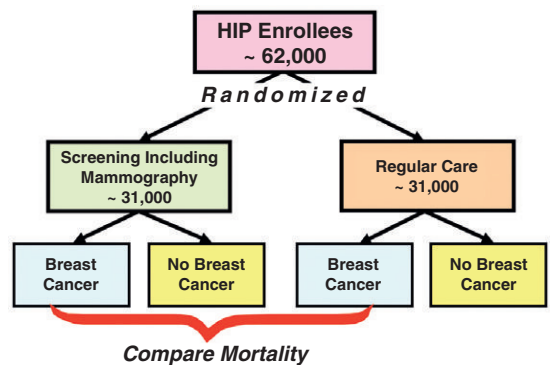 HIP Enrollees
~ 62,000
Randomized
Screening Including
Mammography
~ 31,000
Regular Care
~ 31,000
Breast
Cancer
No Breast
Cancer
Breast
Cancer
No Breast
Cancer
Compare Mortality